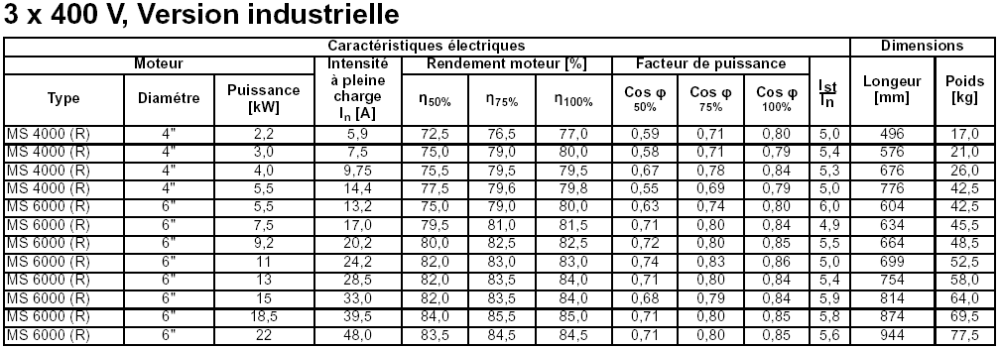 3 x 400 V, Version industrielle
Caractéristiques électriques Dimensions
Moteur Intensité à pleine charge In [A] Rendement moteur [%] Facteur de puissance Ist/In Longeur [mm] Poids [kg]
Type Diamétre Puissance [kW] η50% η75% η100% Cos φ 50% Cos φ 75% Cos φ 100%
MS 4000 (R) 4" 2,2 5,9 72,5 76,5 77,0 0,59 0,71 0,80 5,0 496 17,0
MS 4000 (R) 4" 3,0 7,5 75,0 79,0 80,0 0,58 0,71 0,79 5,4 576 21,0
MS 4000 (R) 4" 4,0 9,75 75,5 79,5 79,5 0,67 0,78 0,84 5,3 676 26,0
MS 4000 (R) 4" 5,5 14,4 77,5 79,6 79,8 0,55 0,69 0,79 5,0 776 42,5
MS 6000 (R) 6" 5,5 13,2 75,0 79,0 80,0 0,63 0,74 0,80 6,0 604 42,5
MS 6000 (R) 6" 7,5 17,0 79,5 81,0 81,5 0,71 0,80 0,84 4,9 634 45,5
MS 6000 (R) 6" 9,2 20,2 80,0 82,5 82,5 0,72 0,80 0,85 5,5 664 48,5
MS 6000 (R) 6" 11 24,2 82,0 83,0 83,0 0,74 0,83 0,86 5,0 699 52,5
MS 6000 (R) 6" 13 28,5 82,0 83,5 84,0 0,71 0,80 0,84 5,4 754 58,0
MS 6000 (R) 6" 15 33,0 82,0 83,5 84,0 0,68 0,79 0,84 5,9 814 64,0
MS 6000 (R) 6" 18,5 39,5 84,0 85,5 85,0 0,71 0,80 0,85 5,8 874 69,5
MS 6000 (R) 6" 22 48,0 83,5 84,5 84,5 0,71 0,80 0,85 5,6 944 77,5